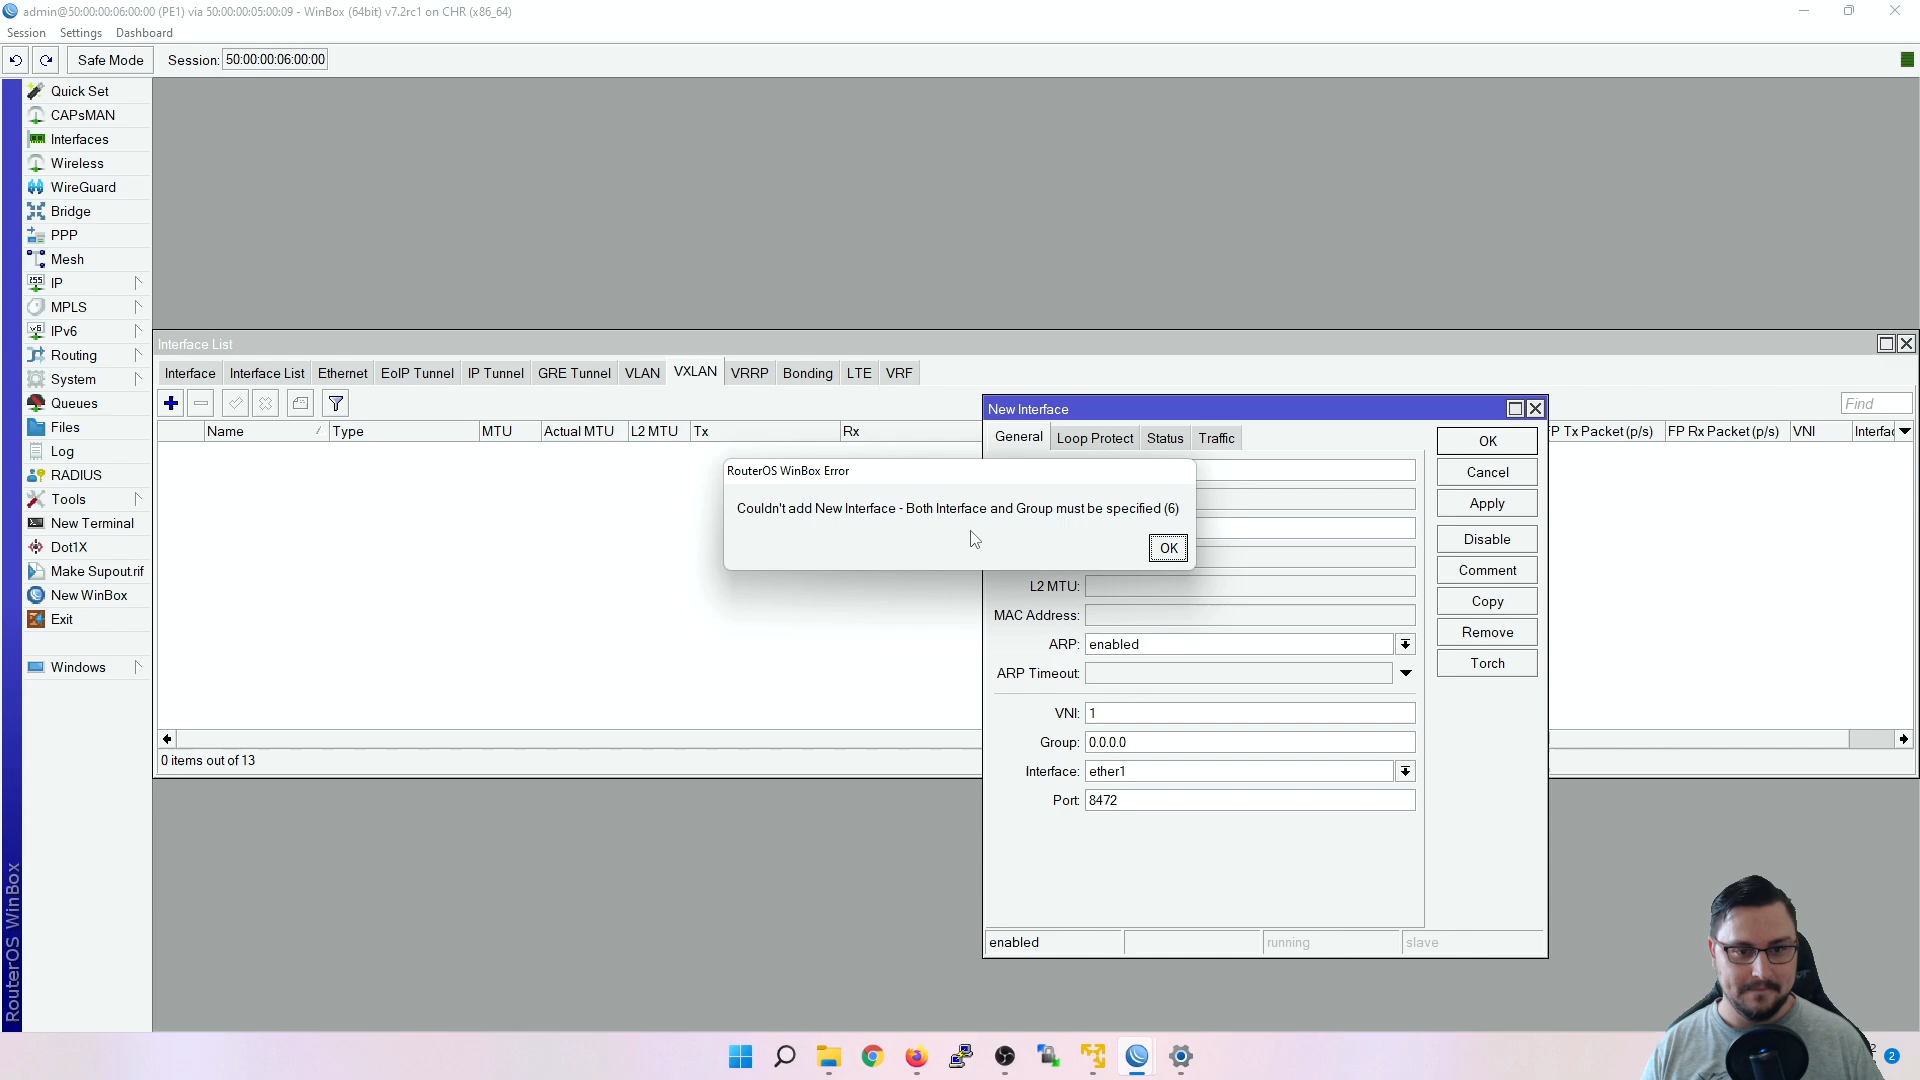 admin@50:00:00:06:00:00 (PE1) via 50:00:00:05:00:09 - WinBox (64bit) v7.2rc1 on CHR (x86_64)
Session Settings Dashboard
Safe Mode Session: 50:00:00:06:00:00
Quick Set
CAPsMAN
Interfaces
Wireless
WireGuard
Bridge
PPP
Mesh
IP
MPLS
IPv6
Routing
System
Queues
Files
Log
RADIUS
Tools
New Terminal
Dot1X
Make Supout.rif
New WinBox
Exit
Windows
RouterOS WinBox
Interface List
Interface Interface List Ethernet EoIP Tunnel IP Tunnel GRE Tunnel VLAN VXLAN VRRP Bonding LTE VRF
Find
Name Type MTU Actual MTU L2 MTU Tx Rx FP Tx Packet (p/s) FP Rx Packet (p/s) VNI
0 items out of 13
New Interface
General Loop Protect Status Traffic
RouterOS WinBox Error
Couldn't add New Interface - Both Interface and Group must be specified (6)
OK
L2 MTU:
MAC Address:
ARP: enabled
ARP Timeout:
VNI: 1
Group: 0.0.0.0
Interface: ether1
Port: 8472
OK
Cancel
Apply
Disable
Comment
Copy
Remove
Torch
enabled running slave
2